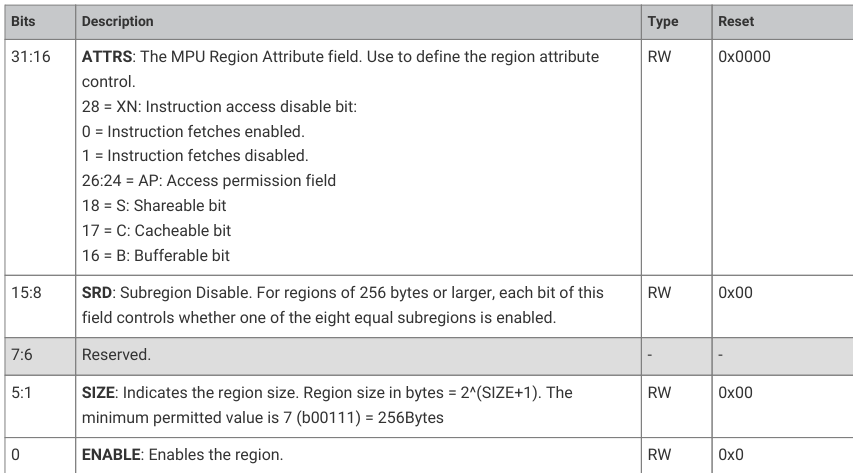 Bits Description Type Reset
31:16 ATTRS: The MPU Region Attribute field. Use to define the region attribute RW 0x0000
control.
28 = XN: Instruction access disable bit:
0 = Instruction fetches enabled.
1 = Instruction fetches disabled.
26:24 = AP: Access permission field
18 = S: Shareable bit
17 = C: Cacheable bit
16 = B: Bufferable bit
15:8 SRD: Subregion Disable. For regions of 256 bytes or larger, each bit of this RW 0x00
field controls whether one of the eight equal subregions is enabled.
7:6 Reserved. - -
5:1 SIZE: Indicates the region size. Region size in bytes = 2^(SIZE+1). The RW 0x00
minimum permitted value is 7 (b00111) = 256Bytes
0 ENABLE: Enables the region. RW 0x0